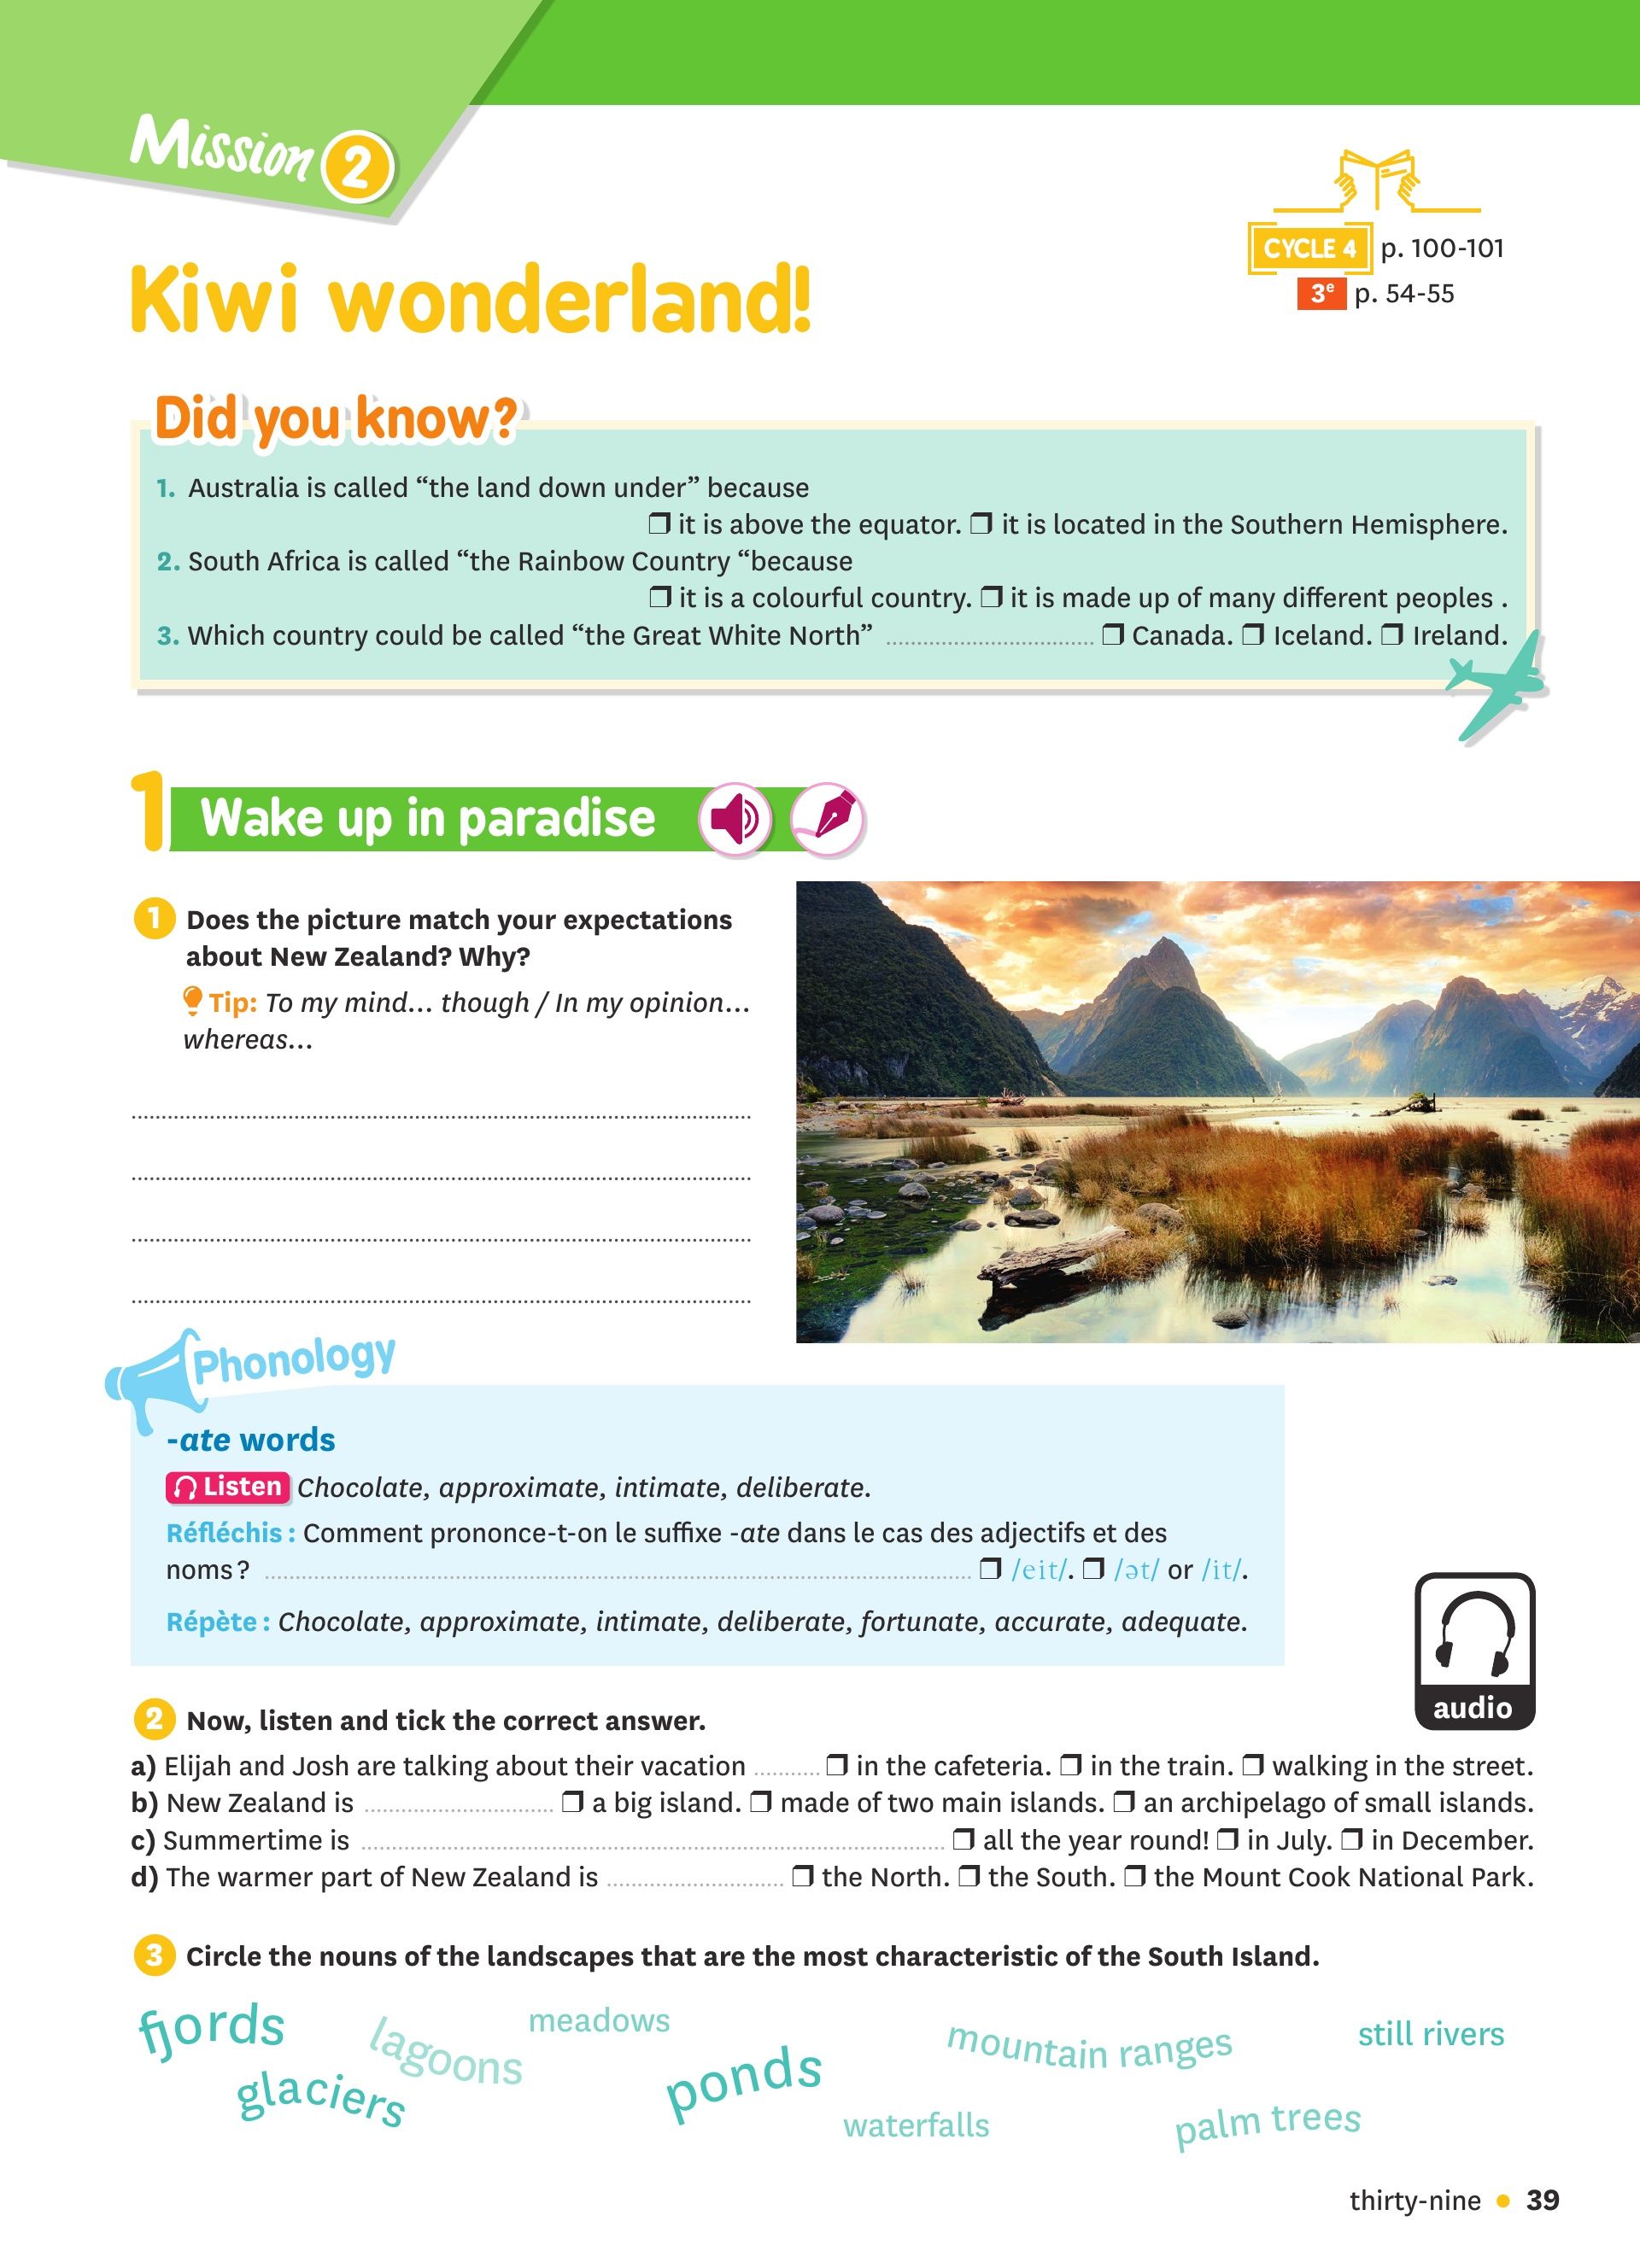 Mission 2
CYCLE 4 p. 100-101
3e p. 54-55
Kiwi wonderland!
Did you know?
1. Australia is called “the land down under” because
❒ it is above the equator. ❒ it is located in the Southern Hemisphere.
2. South Africa is called “the Rainbow Country “because
❒ it is a colourful country. ❒ it is made up of many different peoples .
3. Which country could be called “the Great White North” .............................. ❒ Canada. ❒ Iceland. ❒ Ireland.
1 Wake up in paradise
1 Does the picture match your expectations
about New Zealand? Why?
Tip: To my mind... though / In my opinion...
whereas...
Phonology
-ate words
Listen Chocolate, approximate, intimate, deliberate.
Réfléchis : Comment prononce-t-on le suffixe -ate dans le cas des adjectifs et des
noms ? .............................. ❒ /eit/. ❒ /ət/ or /it/.
Répète : Chocolate, approximate, intimate, deliberate, fortunate, accurate, adequate.
audio
2 Now, listen and tick the correct answer.
a) Elijah and Josh are talking about their vacation ........... ❒ in the cafeteria. ❒ in the train. ❒ walking in the street.
b) New Zealand is .............................. ❒ a big island. ❒ made of two main islands. ❒ an archipelago of small islands.
c) Summertime is .............................. ❒ all the year round! ❒ in July. ❒ in December.
d) The warmer part of New Zealand is .............................. ❒ the North. ❒ the South. ❒ the Mount Cook National Park.
3 Circle the nouns of the landscapes that are the most characteristic of the South Island.
fjords
lagoons
meadows
mountain ranges
still rivers
glaciers
ponds
waterfalls
palm trees
thirty-nine • 39